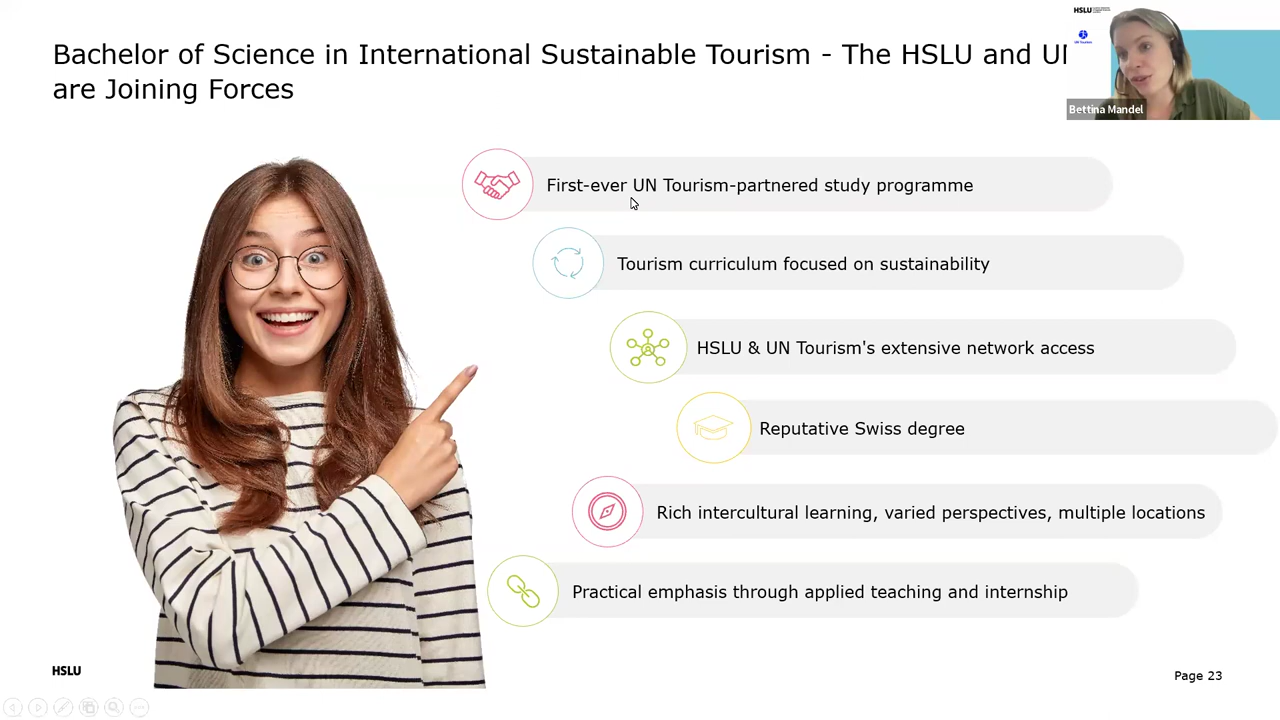 Bachelor of Science in International Sustainable Tourism - The HSLU and
are Joining Forces
HSLU
Bettina Mandel
First-ever UN Tourism-partnered study programme
Tourism curriculum focused on sustainability
HSLU & UN Tourism's extensive network access
Reputative Swiss degree
Rich intercultural learning, varied perspectives, multiple locations
Practical emphasis through applied teaching and internship
HSLU
Page 23